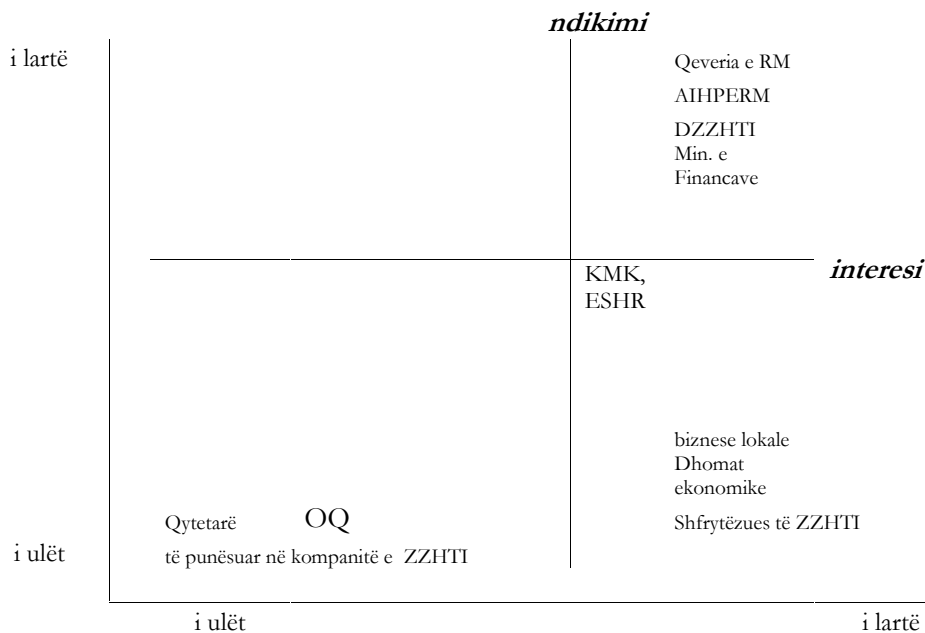 ndikimi
i lartë
Qeveria e RM
AIHPERM
DZZHTI
Min. e
Financave
interesi
KMK,
ESHR
biznese lokale
Dhomat
ekonomike
Qytetarë OQ
Shfrytëzues të ZZHTI
i ulët
të punësuar në kompanitë e ZZHTI
i ulët
i lartë